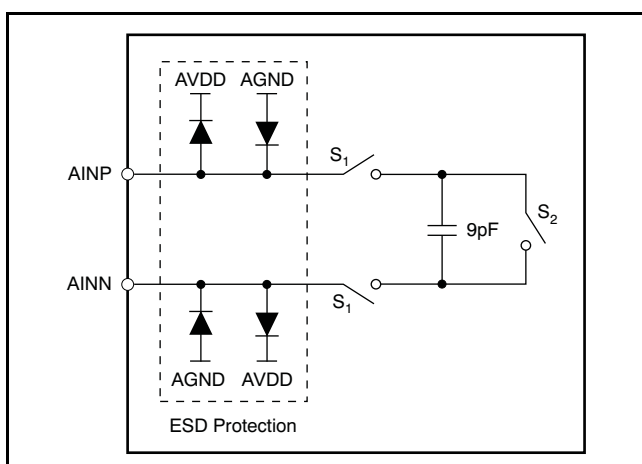 AVDD AGND
AINP
S1
S2
9pF
AINN
S1
AGND AVDD
ESD Protection